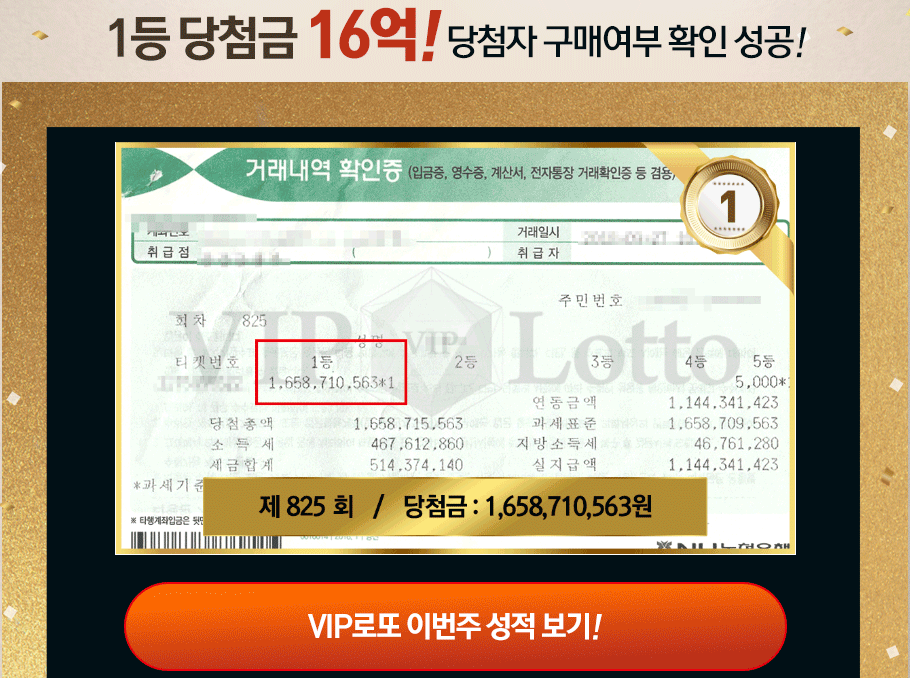 1등 당첨금 16억! 당첨자 구매여부 확인 성공!
거래내역 확인증 (입금증, 영수증, 계산서, 전자통장 거래확인증 등 겸용)
1
계좌번호 거래일시
취급점 ( ) 취급자
주민번호
회차 825
성명
VIP Lotto
VIP
티켓번호 1등 2등 3등 4등 5등
1,658,710,563*1 5,000*1
연동금액 1,144,341,423
당첨총액 1,658,715,563 과세표준 1,658,709,563
소득세 467,612,860 지방소득세 46,761,280
세금합계 514,374,140 실지급액 1,144,341,423
*과세기준
제 825 회 / 당첨금 : 1,658,710,563원
※ 타행계좌입금은
NH농협은행
VIP로또 이번주 성적 보기!